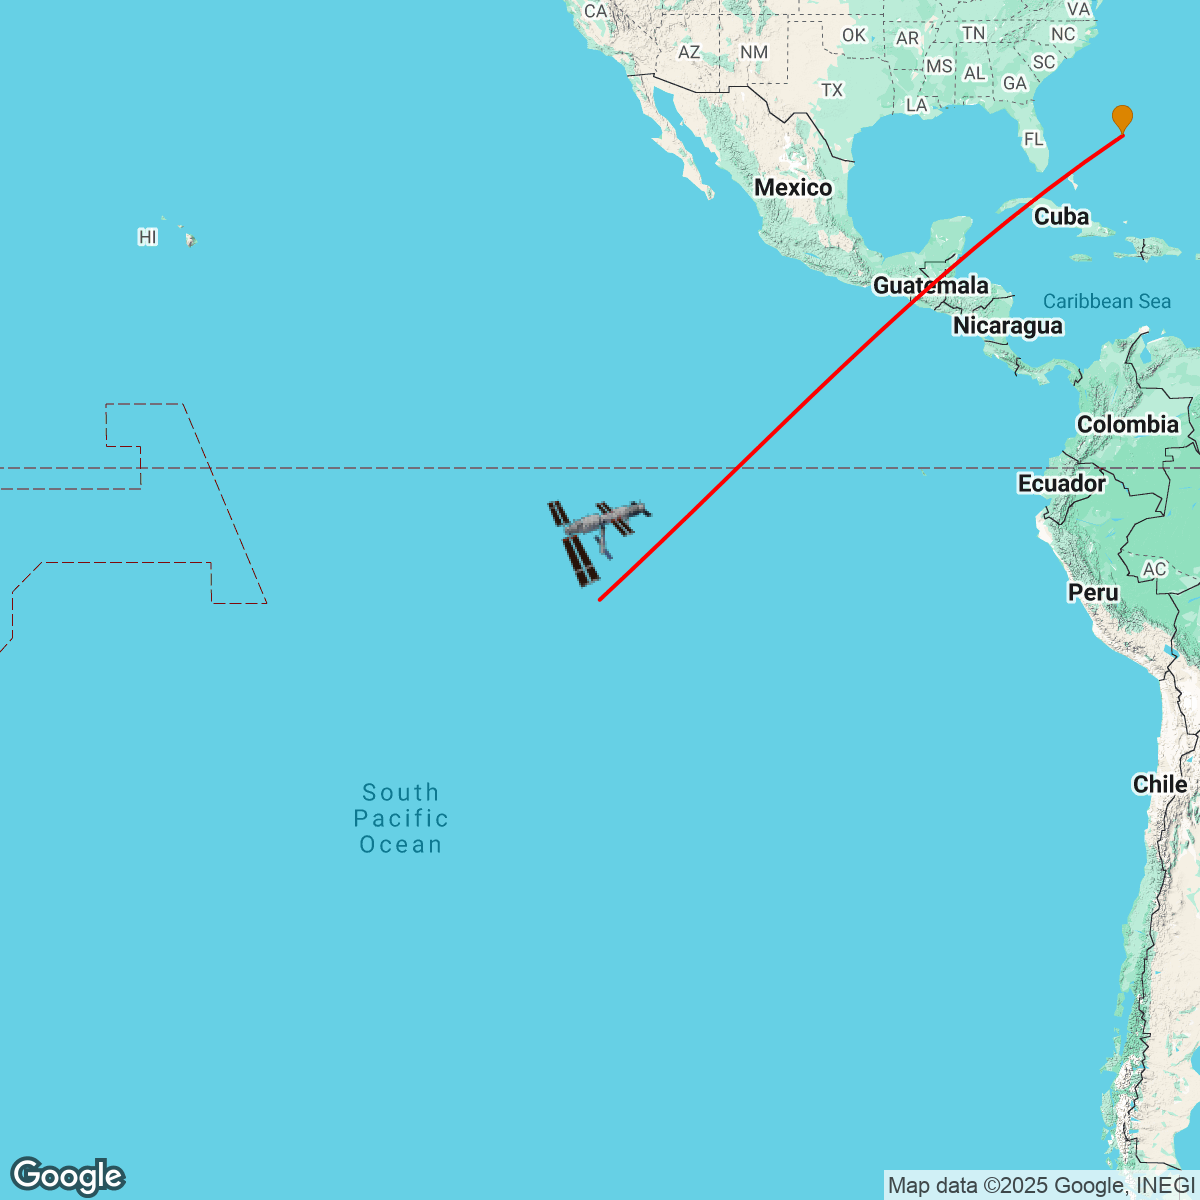 CA
VA
OK
AR
TN
NC
AZ
NM
MS
AL
SC
GA
TX
LA
FL
Mexico
Cuba
HI
Guatemala
Caribbean Sea
Nicaragua
Colombia
Ecuador
AC
Peru
Chile
South
Pacific
Ocean
Google
Map data ©2025 Google, INEGI